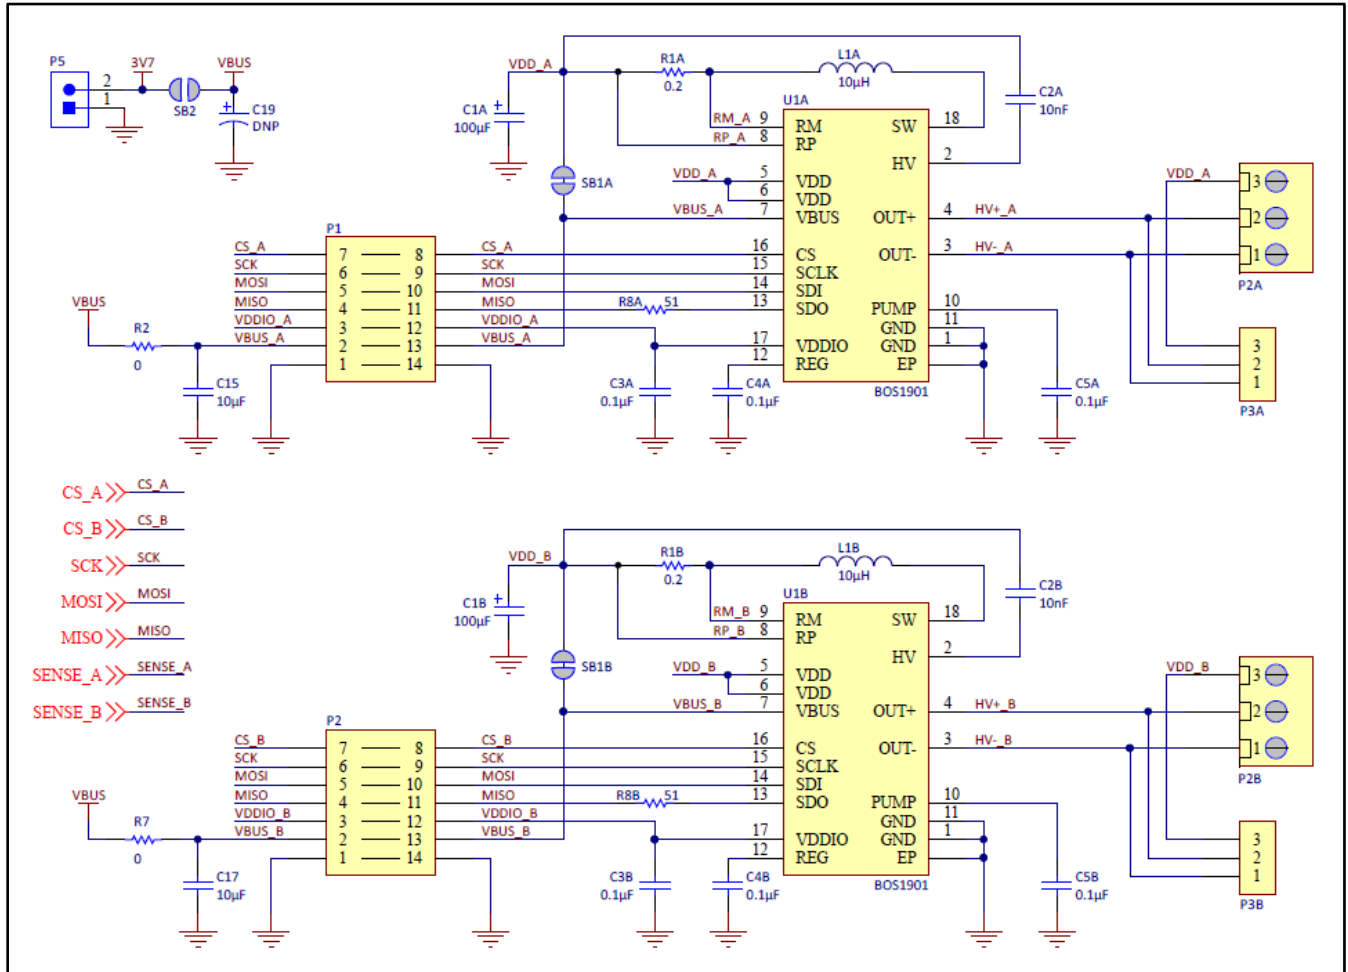 P5
2
1
3V7
SB2
VBUS
C19
DNP
VDD_A
C1A
100µF
R1A
0.2
L1A
10µH
C2A
10nF
SB1A
VBUS_A
U1A
RM_A 9 RM
RP_A 8 RP
VDD_A 5 VDD
6 VDD
7 VBUS
16 CS
15 SCLK
14 SDI
13 SDO
17 VDDIO
12 REG
SW 18
HV 2
OUT+ 4 HV+_A
OUT- 3 HV-_A
PUMP 10
GND 11
GND 1
EP
BOS1901
VDD_A
3
2
1
P2A
3
2
1
P3A
P1
CS_A 7 8 CS_A
SCK 6 9 SCK
MOSI 5 10 MOSI
MISO 4 11 MISO R8A 51
VDDIO_A 3 12 VDDIO_A
VBUS_A 2 13 VBUS_A
1 14
VBUS
R2
0
C15
10µF
C3A
0.1µF
C4A
0.1µF
C5A
0.1µF
CS_A CS_A
CS_B CS_B
SCK SCK
MOSI MOSI
MISO MISO
SENSE_A SENSE_A
SENSE_B SENSE_B
VDD_B
C1B
100µF
R1B
0.2
L1B
10µH
C2B
10nF
SB1B
VBUS_B
U1B
RM_B 9 RM
RP_B 8 RP
VDD_B 5 VDD
6 VDD
7 VBUS
16 CS
15 SCLK
14 SDI
13 SDO
17 VDDIO
12 REG
SW 18
HV 2
OUT+ 4 HV+_B
OUT- 3 HV-_B
PUMP 10
GND 11
GND 1
EP
BOS1901
VDD_B
3
2
1
P2B
3
2
1
P3B
P2
CS_B 7 8 CS_B
SCK 6 9 SCK
MOSI 5 10 MOSI
MISO 4 11 MISO R8B 51
VDDIO_B 3 12 VDDIO_B
VBUS_B 2 13 VBUS_B
1 14
VBUS
R7
0
C17
10µF
C3B
0.1µF
C4B
0.1µF
C5B
0.1µF